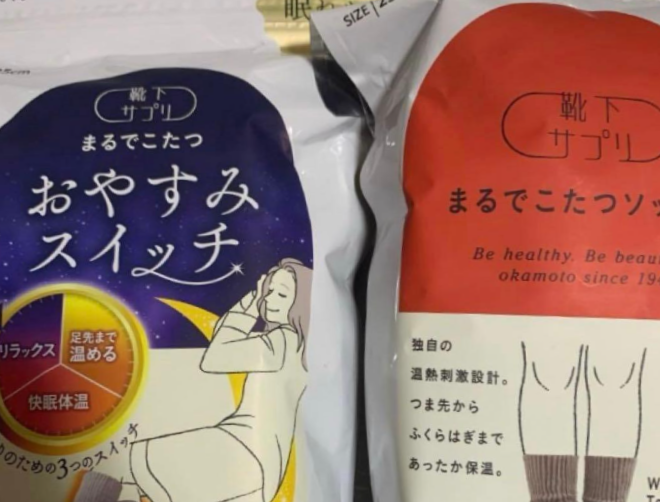 靴下
サプリ
まるでこたつ
おやすみ
スイッチ
リラックス
足先まで
温める
快眠体温
のための3つのスイッチ
SIZE
靴下
サプリ
まるでこたつソッ
Be healthy. Be beau
okamoto since 19
独自の
温熱刺激設計。
つま先から
ふくらはぎまで
あったか保温。